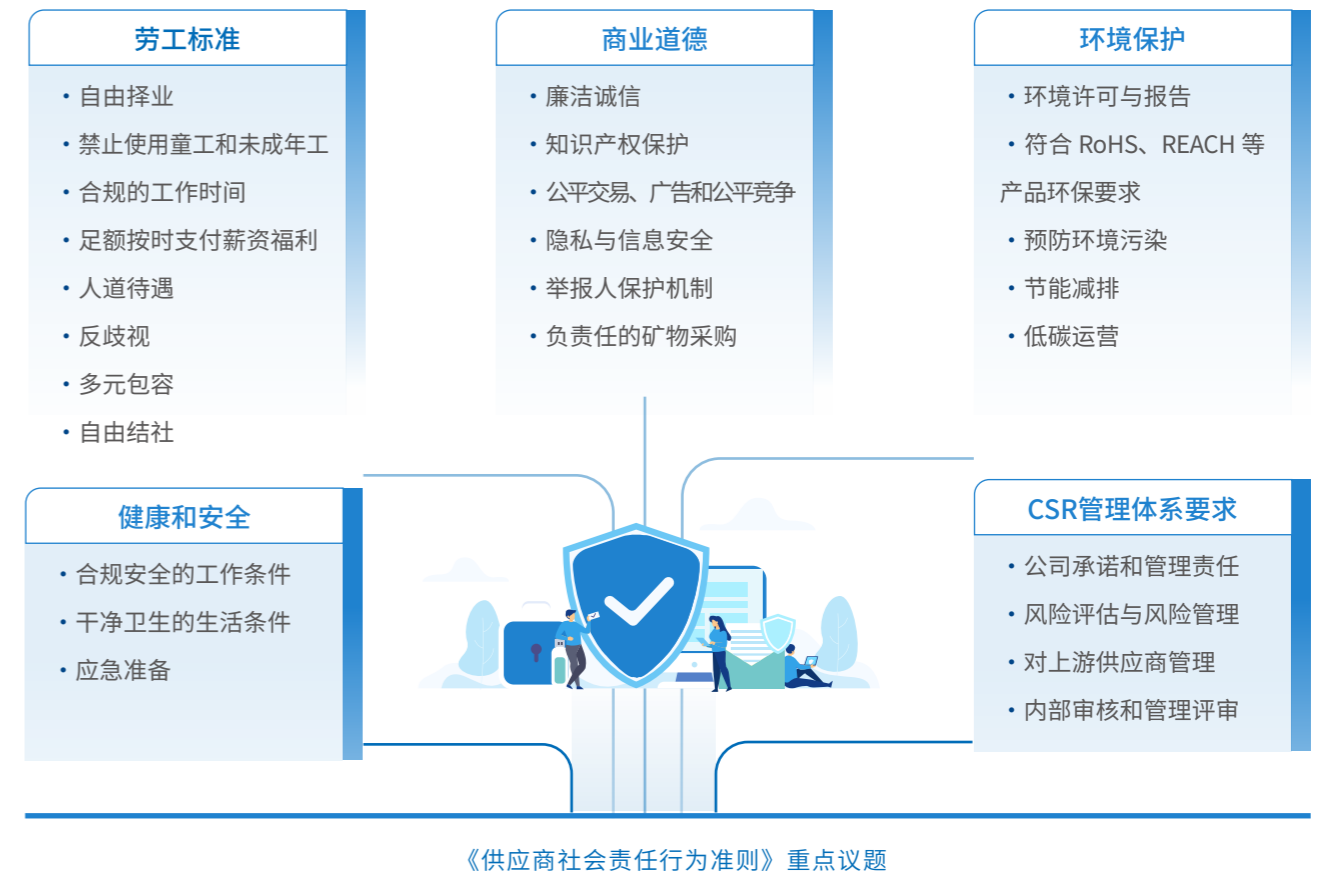 劳工标准
・自由择业
・禁止使用童工和未成年工
・合规的工作时间
・足额按时支付薪资福利
・人道待遇
・反歧视
・多元包容
・自由结社
商业道德
・廉洁诚信
・知识产权保护
・公平交易、广告和公平竞争
・隐私与信息安全
・举报人保护机制
・负责任的矿物采购
环境保护
・环境许可与报告
・符合 RoHS、REACH 等
产品环保要求
・预防环境污染
・节能减排
・低碳运营
健康和安全
・合规安全的工作条件
・干净卫生的生活条件
・应急准备
CSR管理体系要求
・公司承诺和管理责任
・风险评估与风险管理
・对上游供应商管理
・内部审核和管理评审
《供应商社会责任行为准则》重点议题